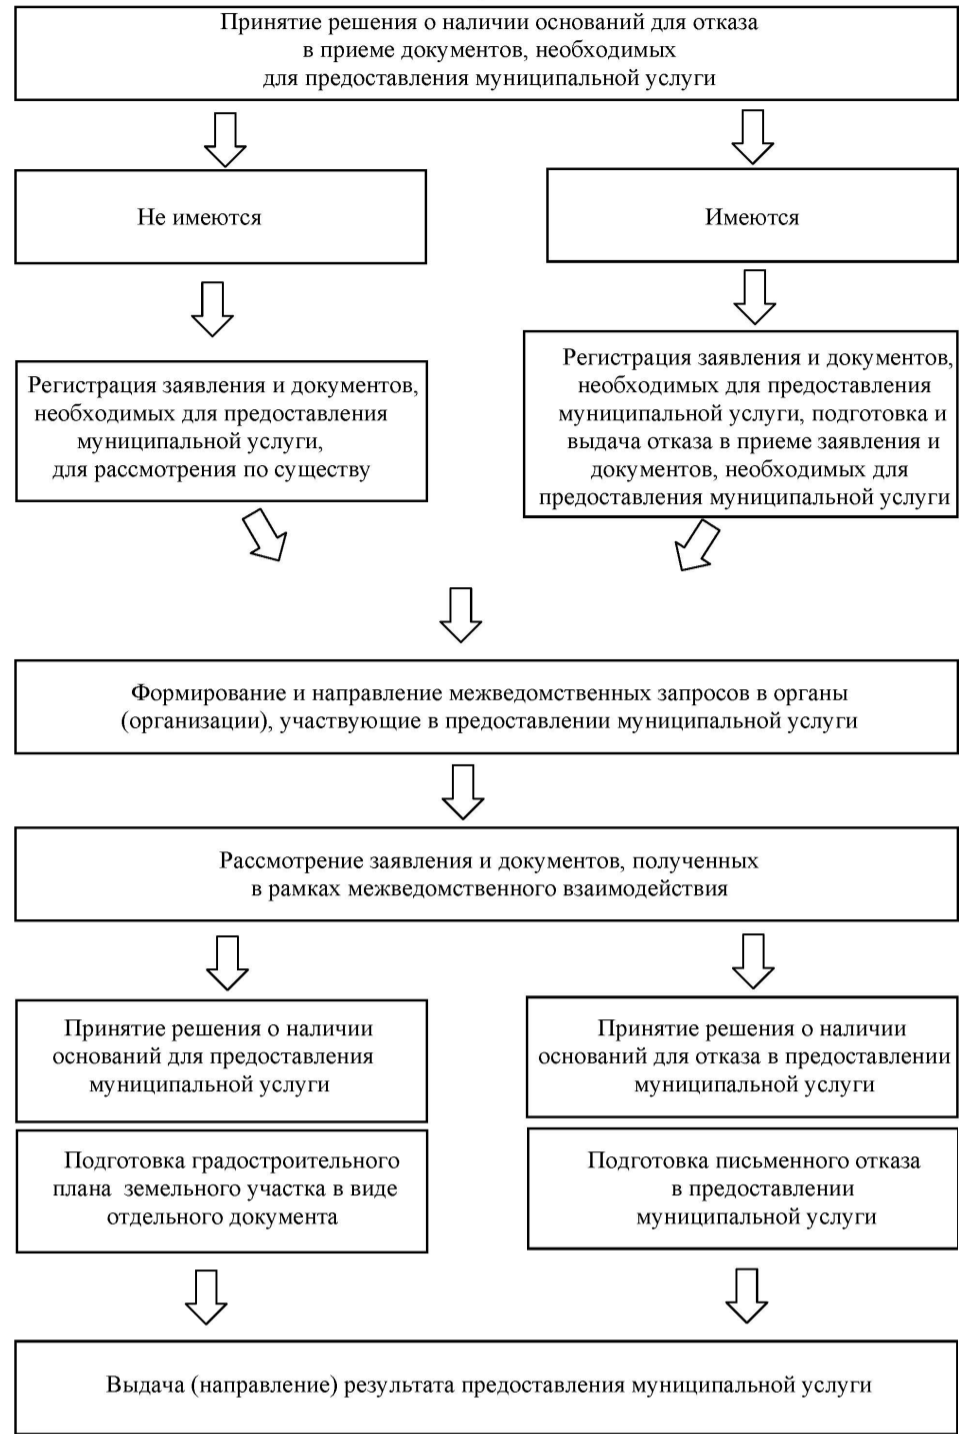 Принятие решения о наличии оснований для отказа
в приеме документов, необходимых
для предоставления муниципальной услуги
Не имеются
Имеются
Регистрация заявления и документов,
необходимых для предоставления
муниципальной услуги,
для рассмотрения по существу
Регистрация заявления и документов,
необходимых для предоставления
муниципальной услуги, подготовка и
выдача отказа в приеме заявления и
документов, необходимых для
предоставления муниципальной услуги
Формирование и направление межведомственных запросов в органы
(организации), участвующие в предоставлении муниципальной услуги
Рассмотрение заявления и документов, полученных
в рамках межведомственного взаимодействия
Принятие решения о наличии
оснований для предоставления
муниципальной услуги
Принятие решения о наличии
оснований для отказа в предоставлении
муниципальной услуги
Подготовка градостроительного
плана земельного участка в виде
отдельного документа
Подготовка письменного отказа
в предоставлении
муниципальной услуги
Выдача (направление) результата предоставления муниципальной услуги